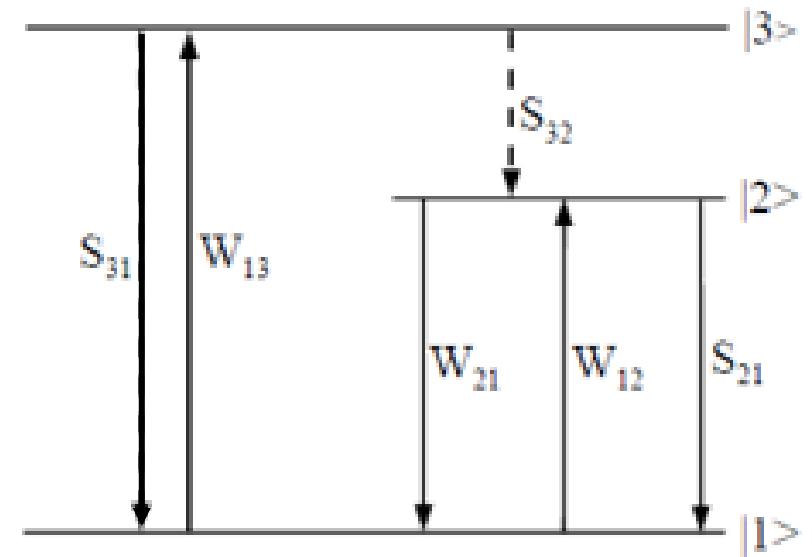 |3>
S₃₂
|2>
S₃₁
W₁₃
W₂₁
W₁₂
S₂₁
|1>